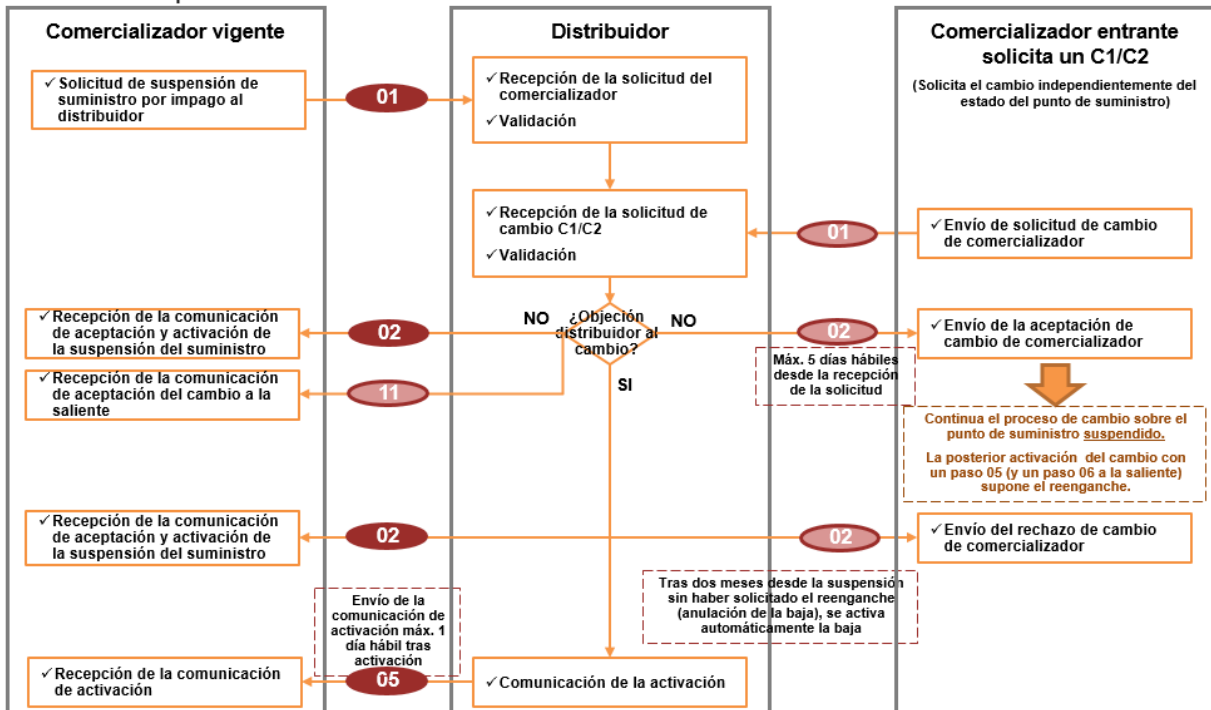 Comercializador vigente
✓Solicitud de suspensión de
suministro por impago al
distribuidor
01
Distribuidor
✓Recepción de la solicitud del
comercializador
✓Validación
Comercializador entrante
solicita un C1/C2
(Solicita el cambio independientemente del
estado del punto de suministro)
✓Recepción de la solicitud de
cambio C1/C2
✓Validación
01
✓Envío de solicitud de cambio
de comercializador
✓Recepción de la comunicación
de aceptación y activación de
la suspensión del suministro
02
NO
¿Objeción
distribuidor al
cambio?
NO
02
✓Envío de la aceptación de
cambio de comercializador
Máx. 5 días hábiles
desde la recepción
de la solicitud
✓Recepción de la comunicación
de aceptación del cambio a la
saliente
11
SI
Continua el proceso de cambio sobre el
punto de suministro suspendido.
La posterior activación del cambio con
un paso 05 (y un paso 06 a la saliente)
supone el reenganche.
✓Recepción de la comunicación
de aceptación y activación de
la suspensión del suministro
02
02
✓Envío del rechazo de cambio
de comercializador
Tras dos meses desde la suspensión
sin haber solicitado el reenganche
(anulación de la baja), se activa
automáticamente la baja
Envío de la
comunicación de
activación máx. 1
día hábil tras
activación
✓Recepción de la comunicación
de activación
05
✓Comunicación de la activación